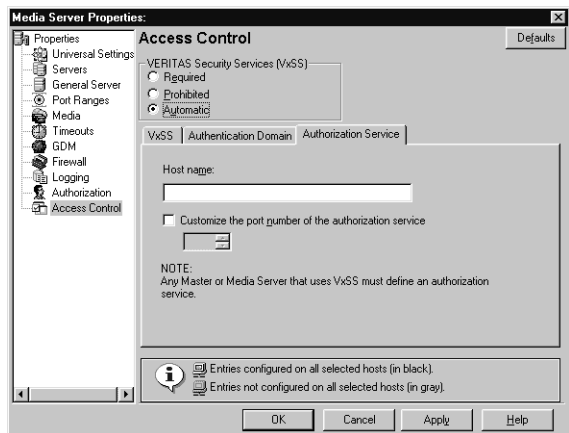 Media Server Properties:
Properties
Universal Settings
Servers
General Server
Port Ranges
Media
Timeouts
GDM
Firewall
Logging
Authorization
Access Control
Access Control
Defaults
VERITAS Security Services (VxSS)
Required
Prohibited
Automatic
VxSS
Authentication Domain
Authorization Service
Host name:
Customize the port number of the authorization service
NOTE:
Any Master or Media Server that uses VxSS must define an authorization
service.
Entries configured on all selected hosts (in black).
Entries not configured on all selected hosts (in gray).
OK
Cancel
Apply
Help